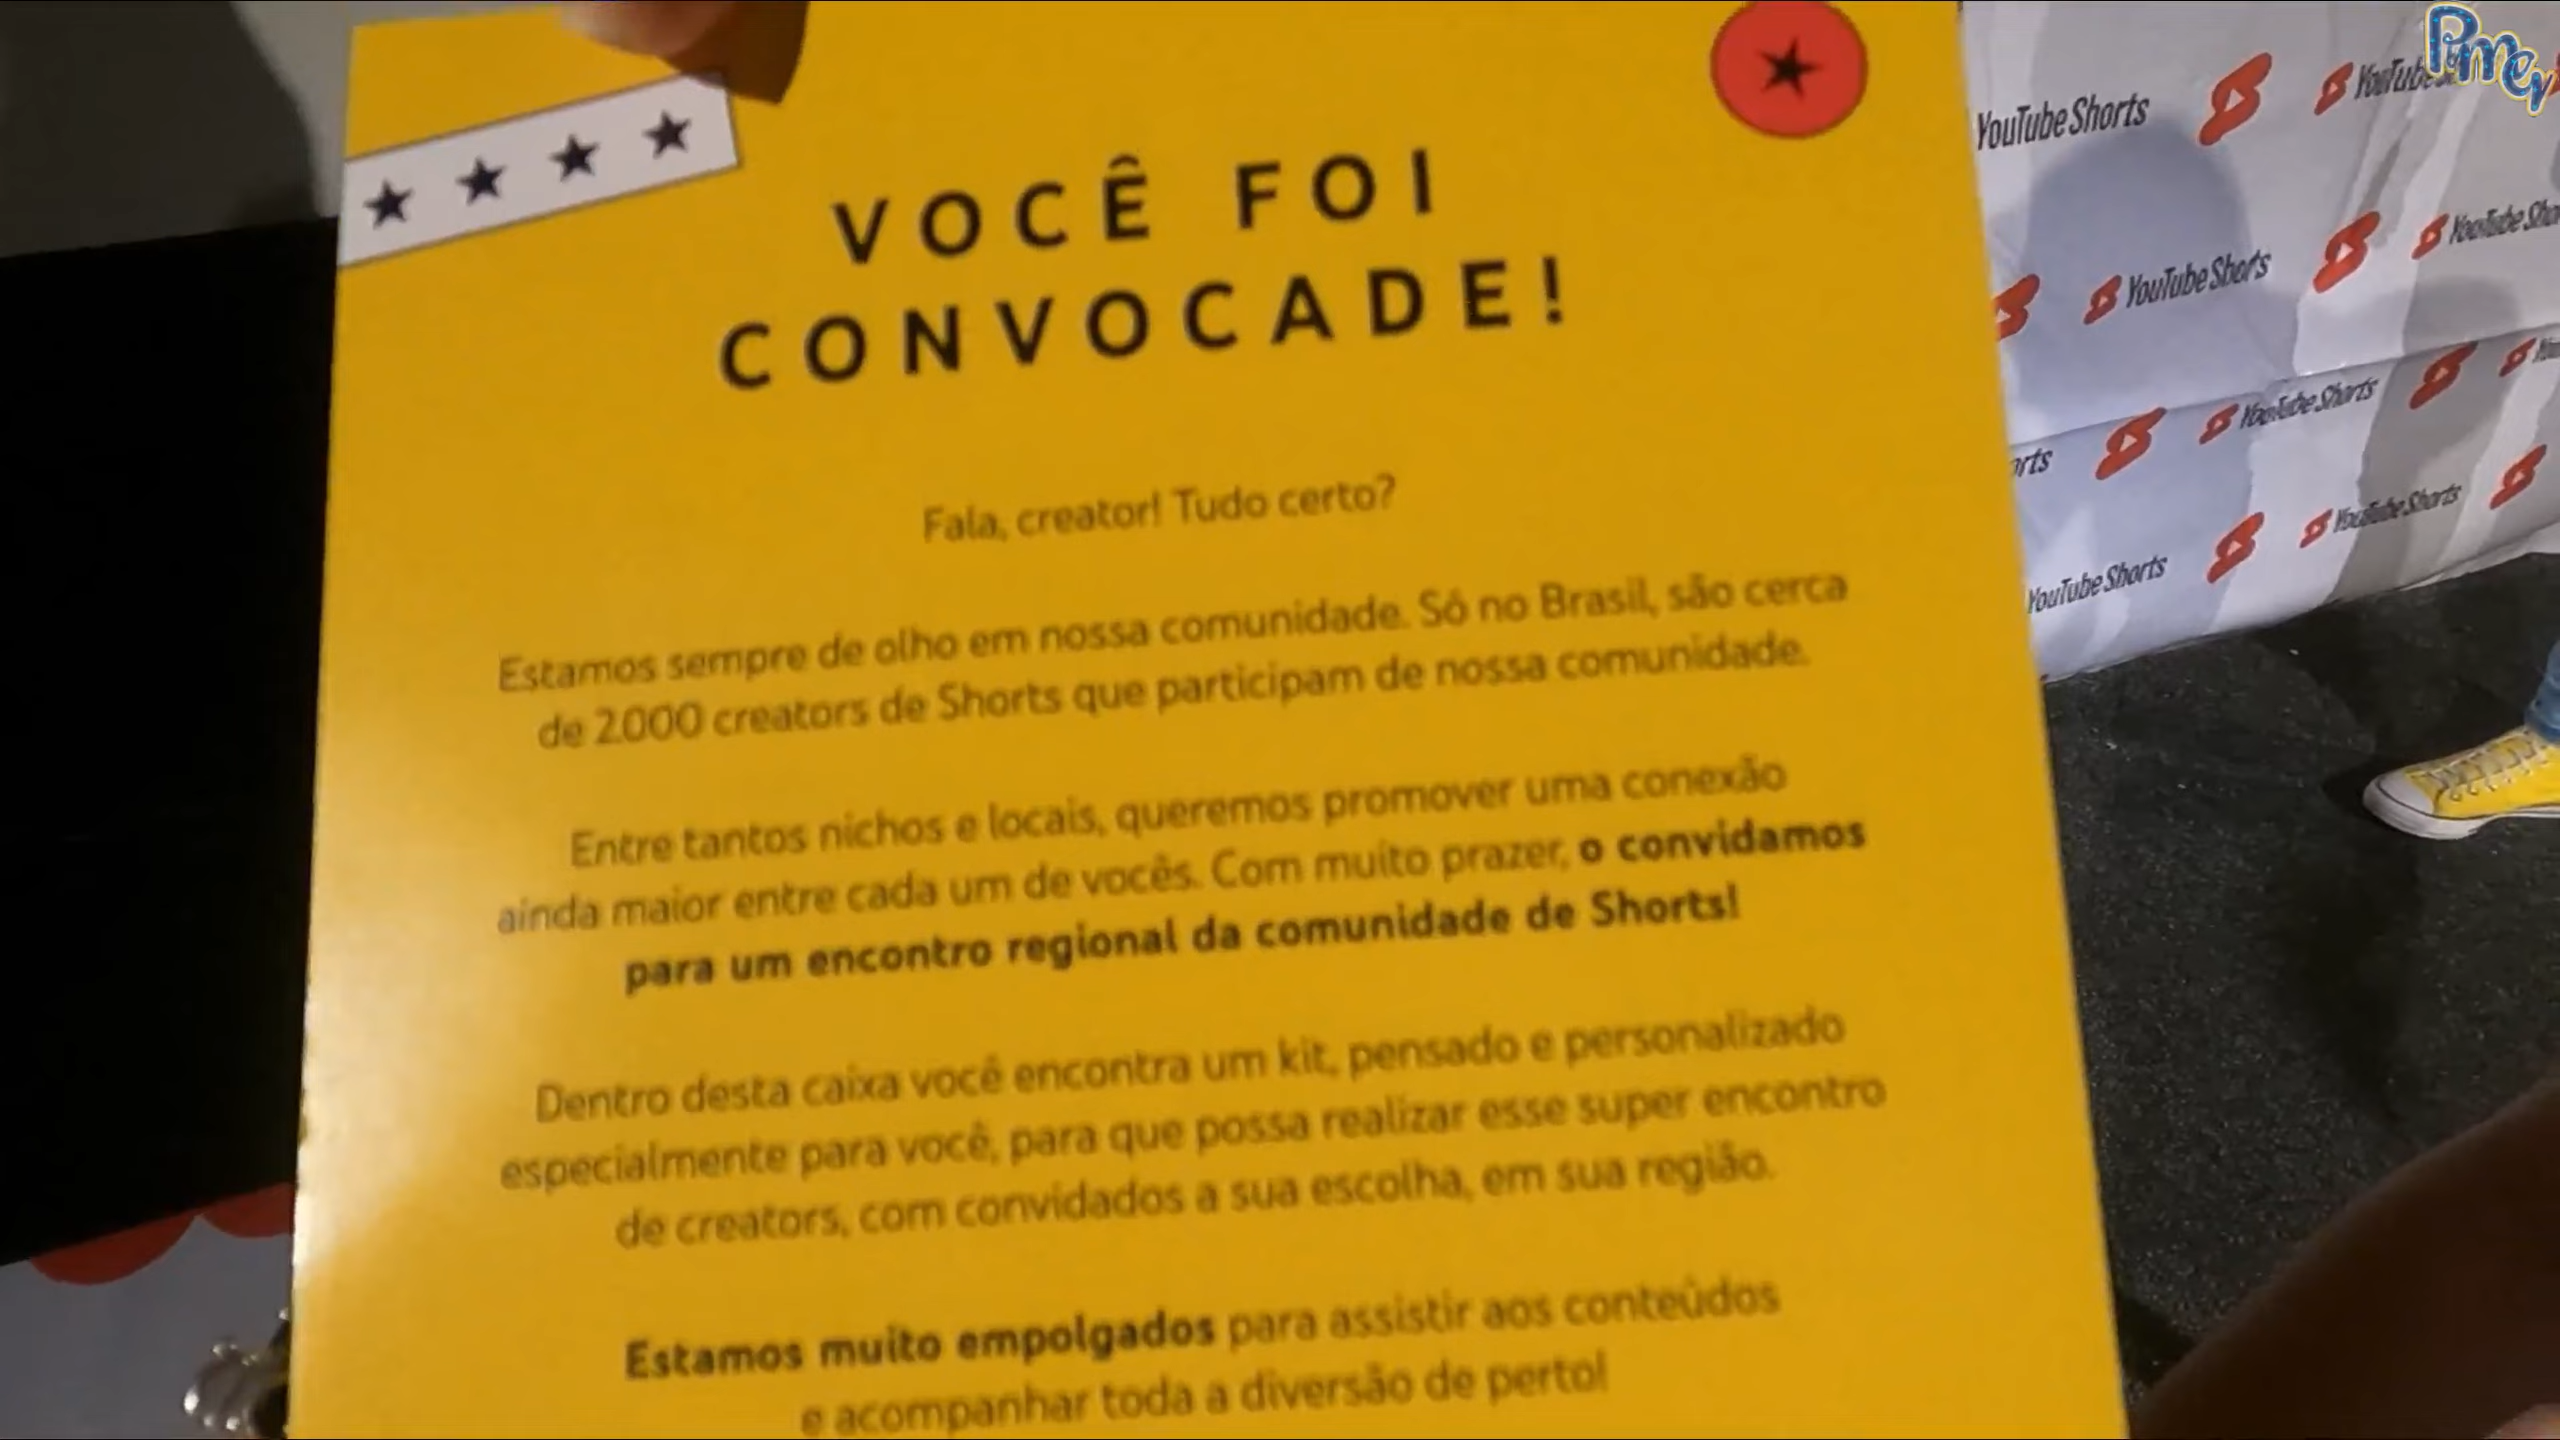 VOCÊ FOI
CONVOCADE!
Fala, creator! Tudo certo?
Estamos sempre de olho em nossa comunidade. Só no Brasil, são cerca
de 2.000 creators de Shorts que participam de nossa comunidade.
Entre tantos nichos e locais, queremos promover uma conexão
ainda maior entre cada um de vocês. Com muito prazer, o convidamos
para um encontro regional da comunidade de Shorts!
Dentro desta caixa você encontra um kit, pensado e personalizado
especialmente para você, para que possa realizar esse super encontro
de creators, com convidados a sua escolha, em sua região.
Estamos muito empolgados para assistir aos conteúdos
e acompanhar toda a diversão de perto!
YouTube Shorts
YouTube
YouTube Shorts
YouTube Sho
YouTube Shorts
You
orts
YouTube Shorts
YouTube Shorts